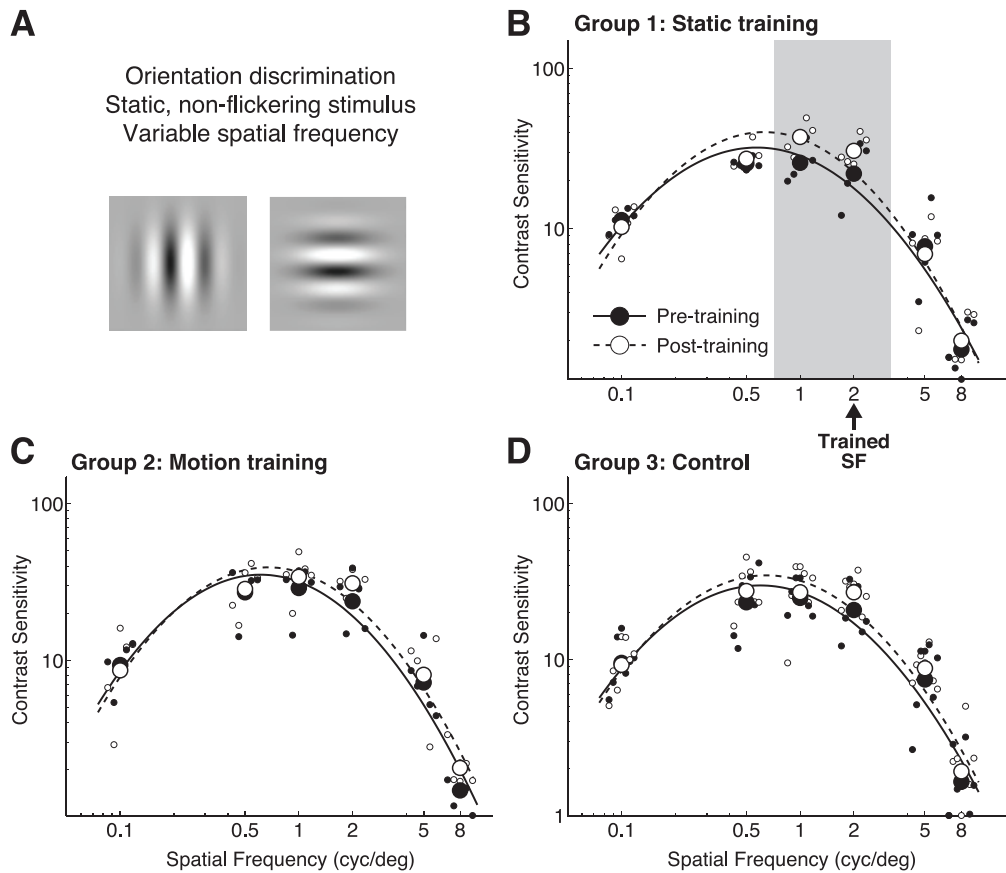 A
Orientation discrimination
Static, non-flickering stimulus
Variable spatial frequency
B
Group 1: Static training
Contrast Sensitivity
100
10
Pre-training
Post-training
0.1 0.5 1 2 5 8
Trained
SF
C
Group 2: Motion training
Contrast Sensitivity
100
10
0.1 0.5 1 2 5 8
Spatial Frequency (cyc/deg)
D
Group 3: Control
Contrast Sensitivity
100
10
1
0.1 0.5 1 2 5 8
Spatial Frequency (cyc/deg)